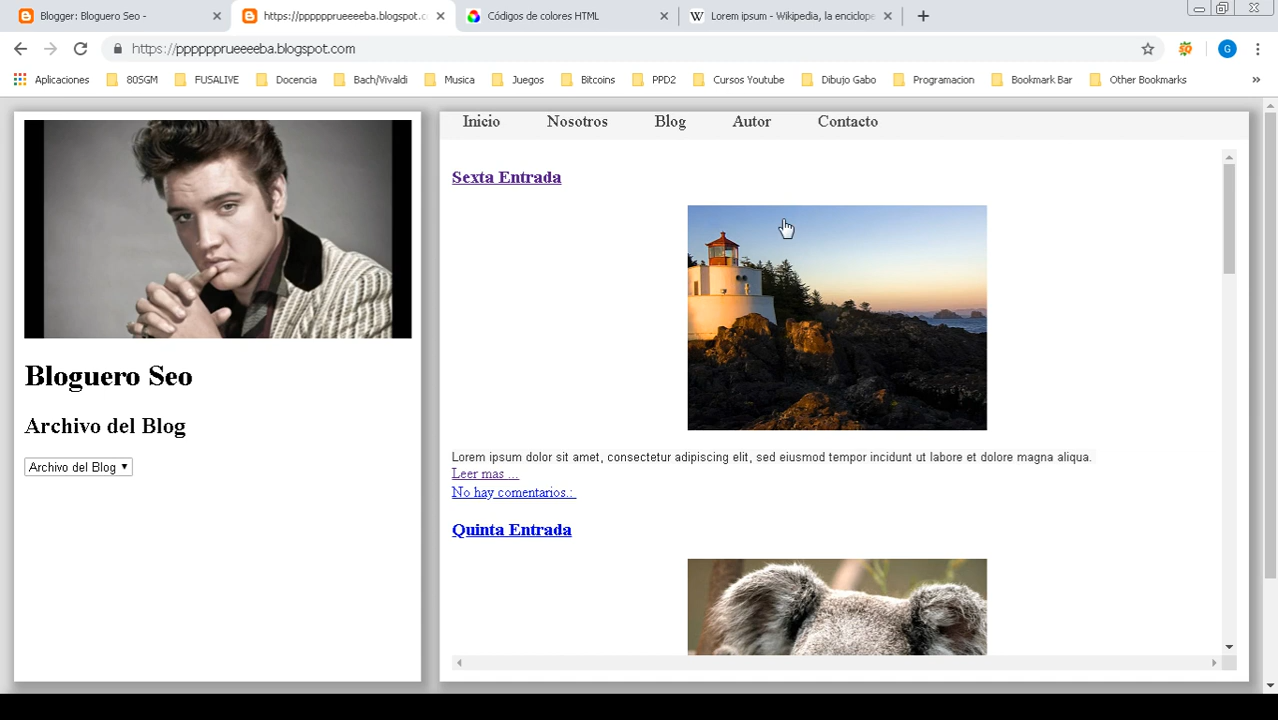 Blogger: Bloguero Seo -
https://ppppppprueeeeba.blogspot.c
Códigos de colores HTML
Lorem ipsum - Wikipedia, la enciclope
https://ppppppprueeeeba.blogspot.com
G
Aplicaciones
80SGM
FUSALIVE
Docencia
Bach/Vivaldi
Musica
Juegos
Bitcoins
PPD2
Cursos Youtube
Dibujo Gabo
Programacion
Bookmark Bar
Other Bookmarks
»
Bloguero Seo
Archivo del Blog
Archivo del Blog
Inicio
Nosotros
Blog
Autor
Contacto
Sexta Entrada
Lorem ipsum dolor sit amet, consectetur adipiscing elit, sed eiusmod tempor incidunt ut labore et dolore magna aliqua.
Leer mas ...
No hay comentarios.:
Quinta Entrada